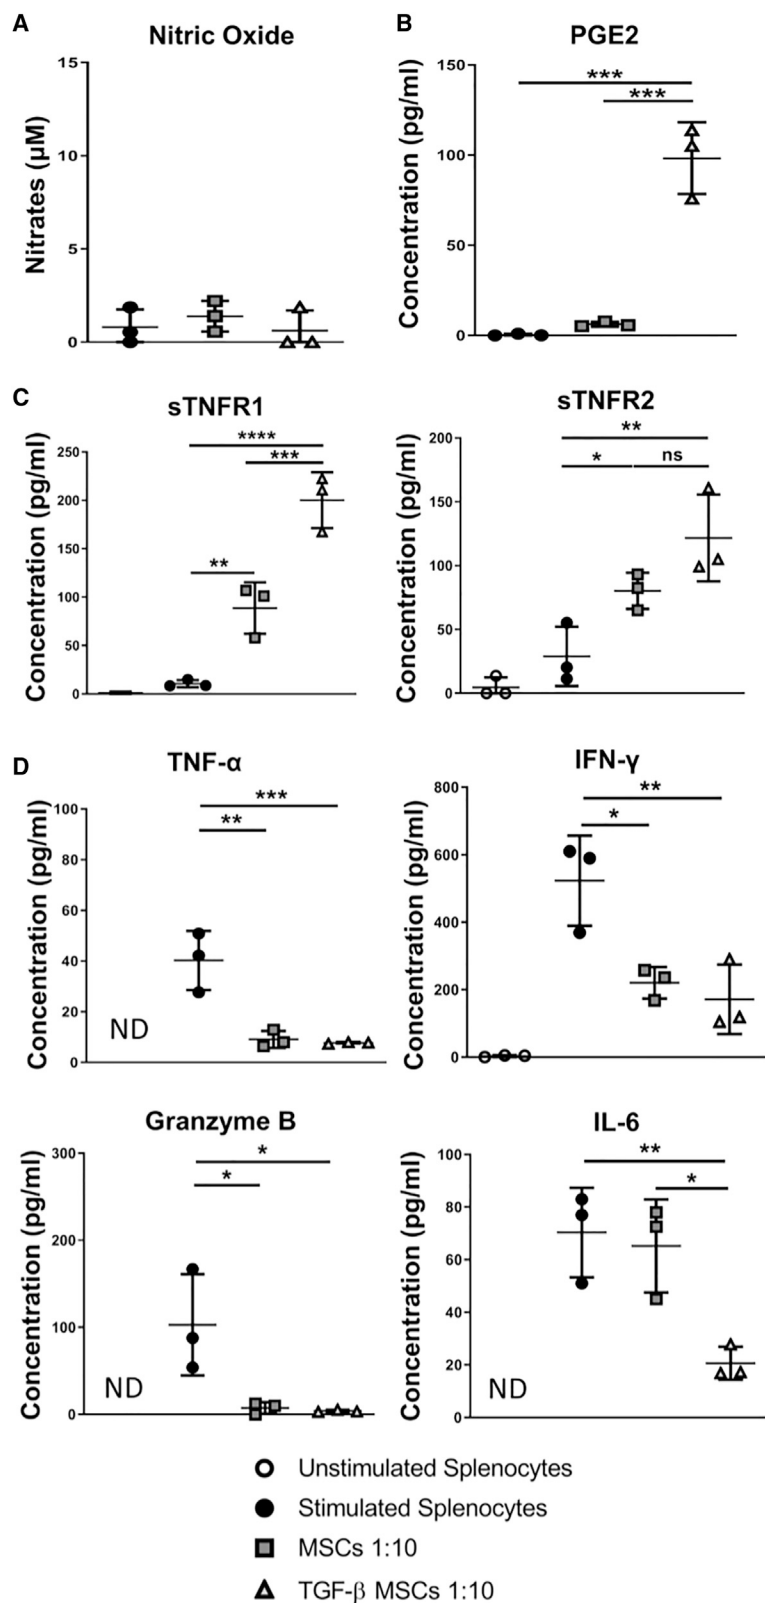 A
Nitric Oxide
Nitrates (µM)
15
10
5
0
B
PGE2
Concentration (pg/ml)
150
100
50
0
***
***
C
sTNFR1
Concentration (pg/ml)
250
200
150
100
50
0
****
***
**
sTNFR2
Concentration (pg/ml)
200
150
100
50
0
**
* ns
D
TNF-α
Concentration (pg/ml)
100
80
60
40
20
0
***
**
ND
IFN-γ
Concentration (pg/ml)
800
600
400
200
0
**
*
Granzyme B
Concentration (pg/ml)
300
200
100
0
*
*
ND
IL-6
Concentration (pg/ml)
100
80
60
40
20
0
**
*
ND
Unstimulated Splenocytes
Stimulated Splenocytes
MSCs 1:10
TGF-β MSCs 1:10